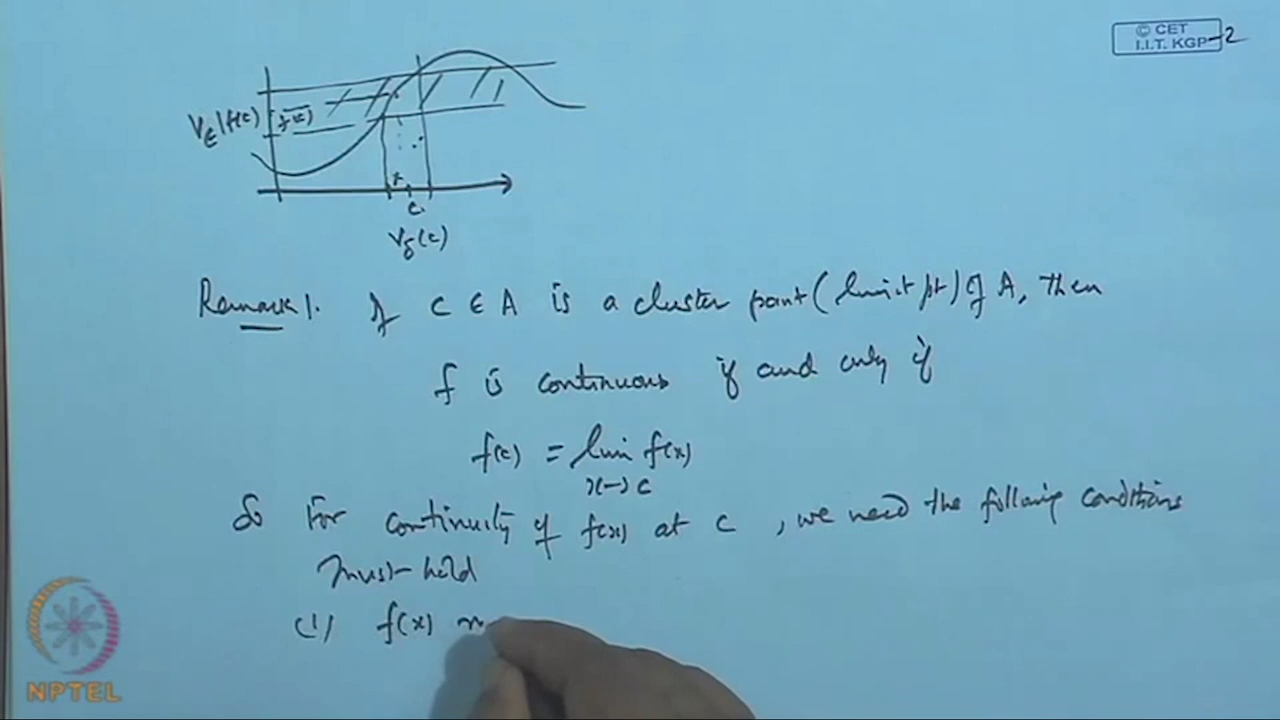 © CET
I.I.T. KGP
-2
Vε(f(c))
f(c)
c
Vδ(c)
Remark 1. If c ∈ A is a cluster point (limit pt) of A, then
f is continuous if and only if
f(c) = lim f(x)
x→c
So For continuity of f(x) at c, we need the following conditions
must hold
(1) f(x) m
NPTEL